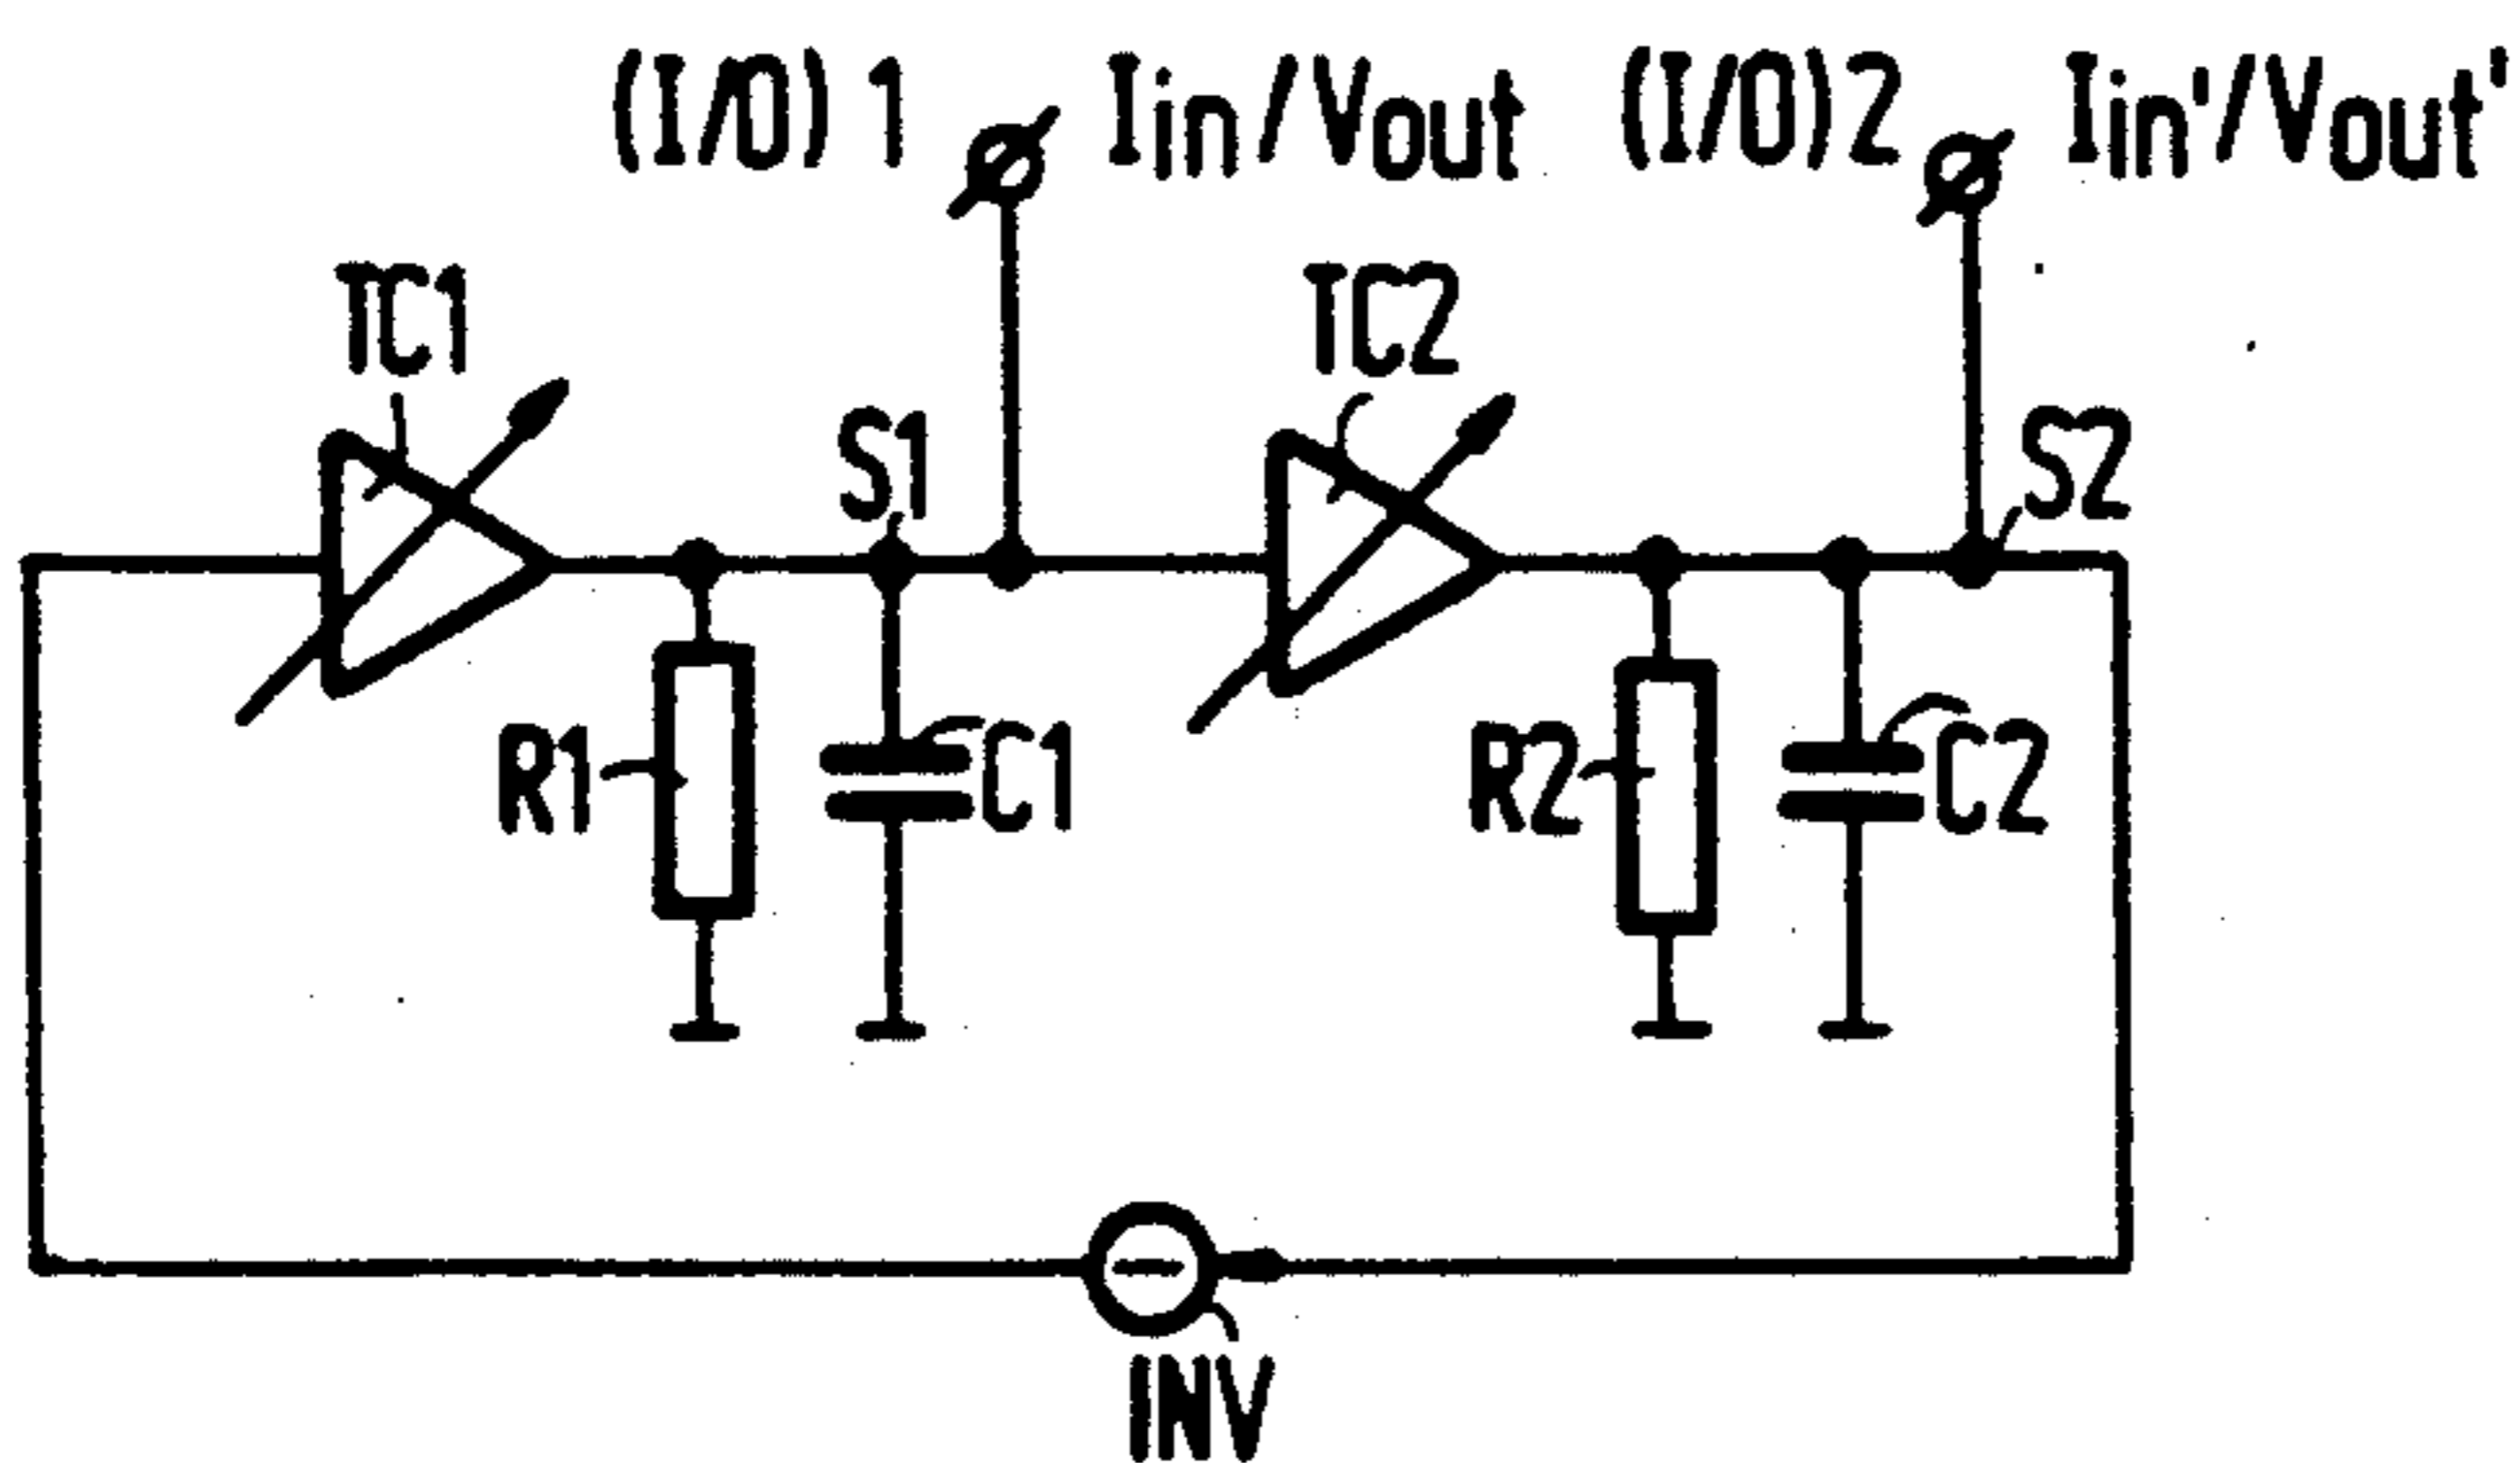 (I/O) 1 Iin/Vout (I/O)2 Iin'/Vout'
TC1 TC2
S1 S2
R1 C1 R2 C2
INV